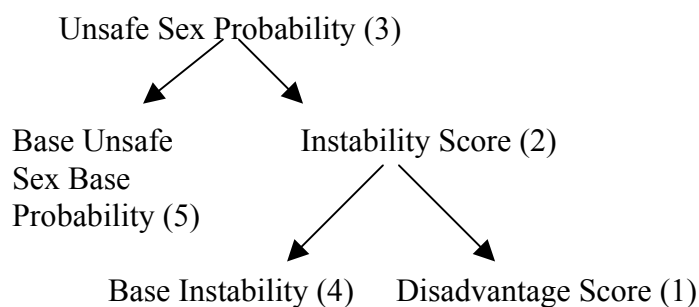 Unsafe Sex Probability (3)
Base Unsafe
Sex Base
Probability (5)
Instability Score (2)
Base Instability (4)
Disadvantage Score (1)